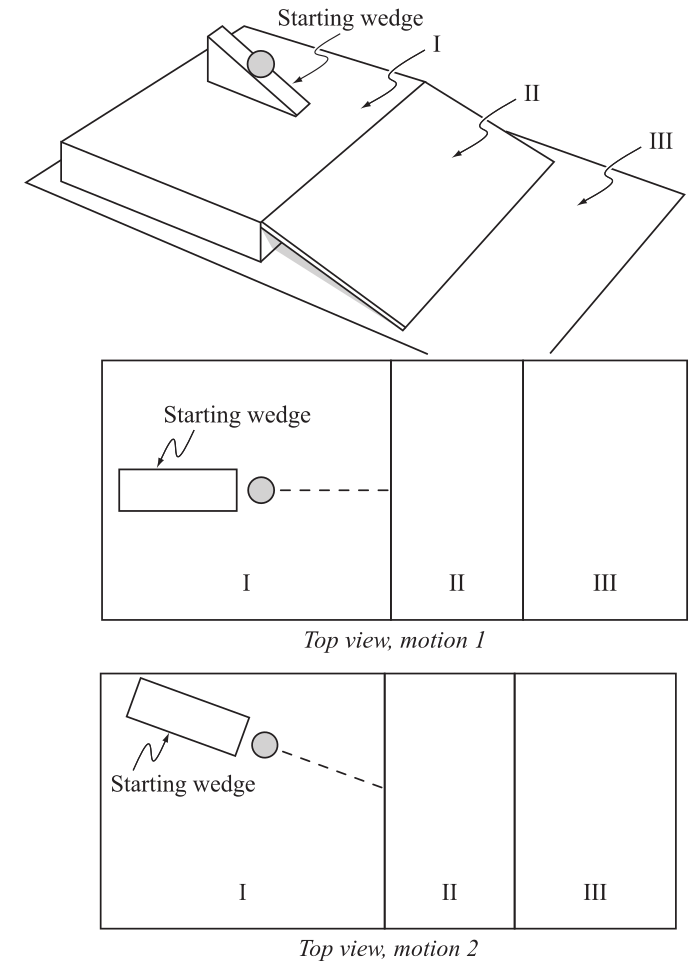 Starting wedge
I
II
III
Starting wedge
I
II
III
Top view, motion 1
Starting wedge
I
II
III
Top view, motion 2